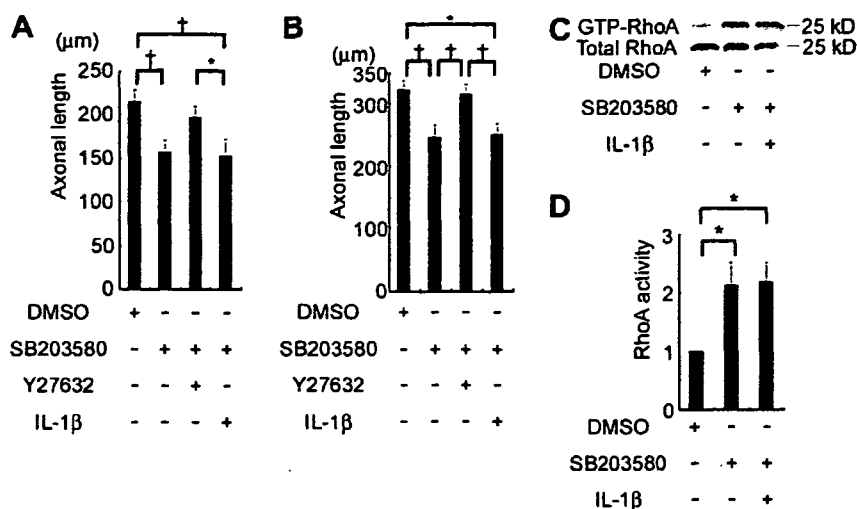 A
(μm)
† 
† *
Axonal length
250
200
150
100
50
0
DMSO + - - -
SB203580 - + + +
Y27632 - - + -
IL-1β - - - +
B
(μm)
*
† † †
Axonal length
350
300
200
100
0
DMSO + - - -
SB203580 - + + +
Y27632 - - + -
IL-1β - - - +
C
GTP-RhoA -25 kD
Total RhoA -25 kD
DMSO + - -
SB203580 - + +
IL-1β - - +
D
*
*
RhoA activity
3
2
1
0
DMSO + - -
SB203580 - + +
IL-1β - - +